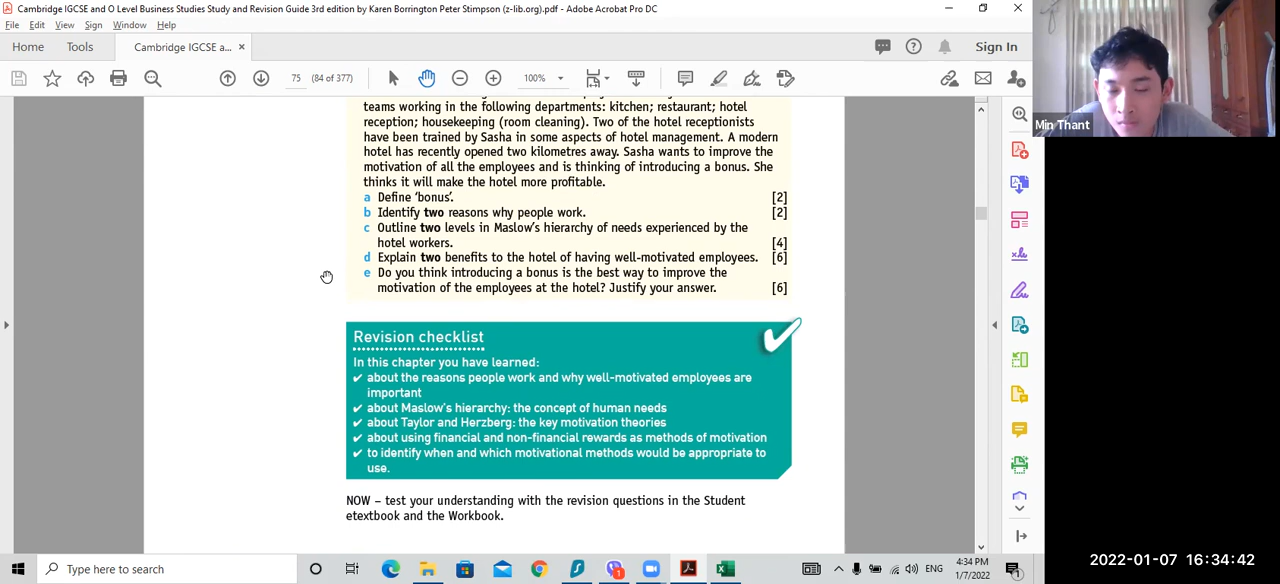 Cambridge IGCSE and O Level Business Studies Study and Revision Guide 3rd edition by Karen Borrington Peter Stimpson (z-lib.org).pdf - Adobe Acrobat Pro DC
File Edit View Sign Window Help
Home Tools Cambridge IGCSE a... × Sign In
75 (84 of 377) 100%
teams working in the following departments: kitchen; restaurant; hotel
reception; housekeeping (room cleaning). Two of the hotel receptionists
have been trained by Sasha in some aspects of hotel management. A modern
hotel has recently opened two kilometres away. Sasha wants to improve the
motivation of all the employees and is thinking of introducing a bonus. She
thinks it will make the hotel more profitable.
a Define ‘bonus’. [2]
b Identify two reasons why people work. [2]
c Outline two levels in Maslow’s hierarchy of needs experienced by the
hotel workers. [4]
d Explain two benefits to the hotel of having well-motivated employees. [6]
e Do you think introducing a bonus is the best way to improve the
motivation of the employees at the hotel? Justify your answer. [6]
Revision checklist
In this chapter you have learned:
✔ about the reasons people work and why well-motivated employees are
important
✔ about Maslow’s hierarchy: the concept of human needs
✔ about Taylor and Herzberg: the key motivation theories
✔ about using financial and non-financial rewards as methods of motivation
✔ to identify when and which motivational methods would be appropriate to
use.
NOW – test your understanding with the revision questions in the Student
etextbook and the Workbook.
Min Thant
Type here to search
ENG
4:34 PM
1/7/2022
2022-01-07 16:34:42